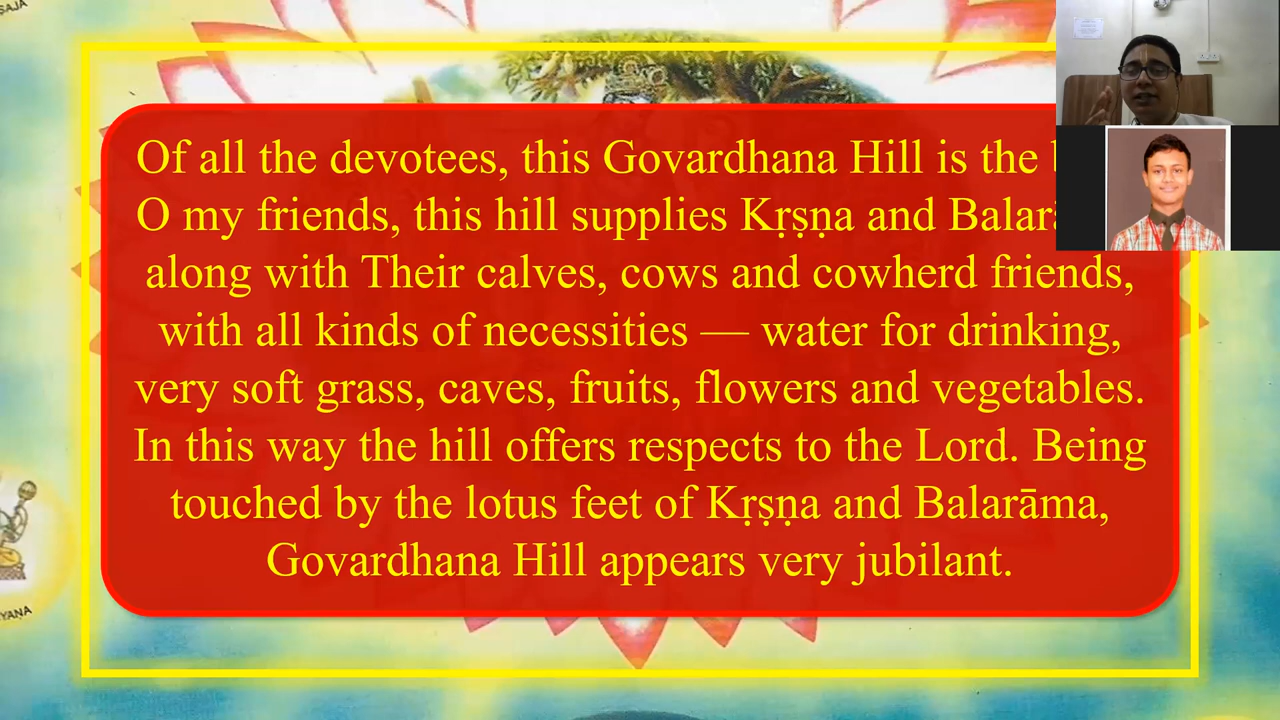 Of all the devotees, this Govardhana Hill is the
O my friends, this hill supplies Kṛṣṇa and
along with Their calves, cows and cowherd friends,
with all kinds of necessities — water for drinking,
very soft grass, caves, fruits, flowers and vegetables.
In this way the hill offers respects to the Lord. Being
touched by the lotus feet of Kṛṣṇa and Balarāma,
Govardhana Hill appears very jubilant.